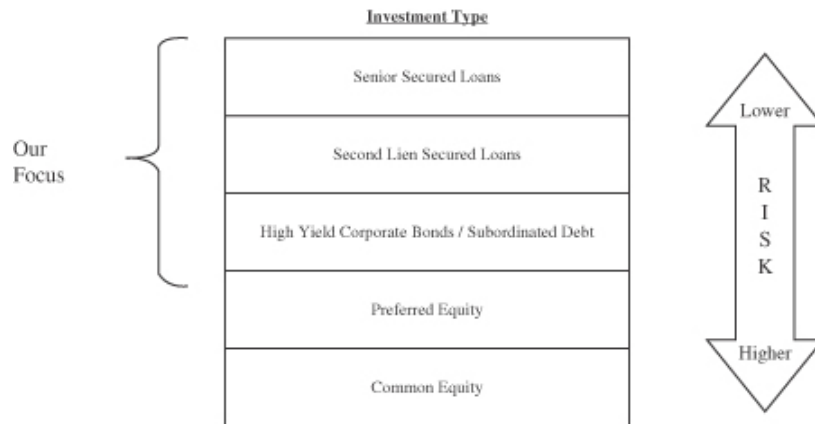 Investment Type
Senior Secured Loans
Lower
Our
Focus
Second Lien Secured Loans
R
I
S
K
High Yield Corporate Bonds / Subordinated Debt
Preferred Equity
Higher
Common Equity